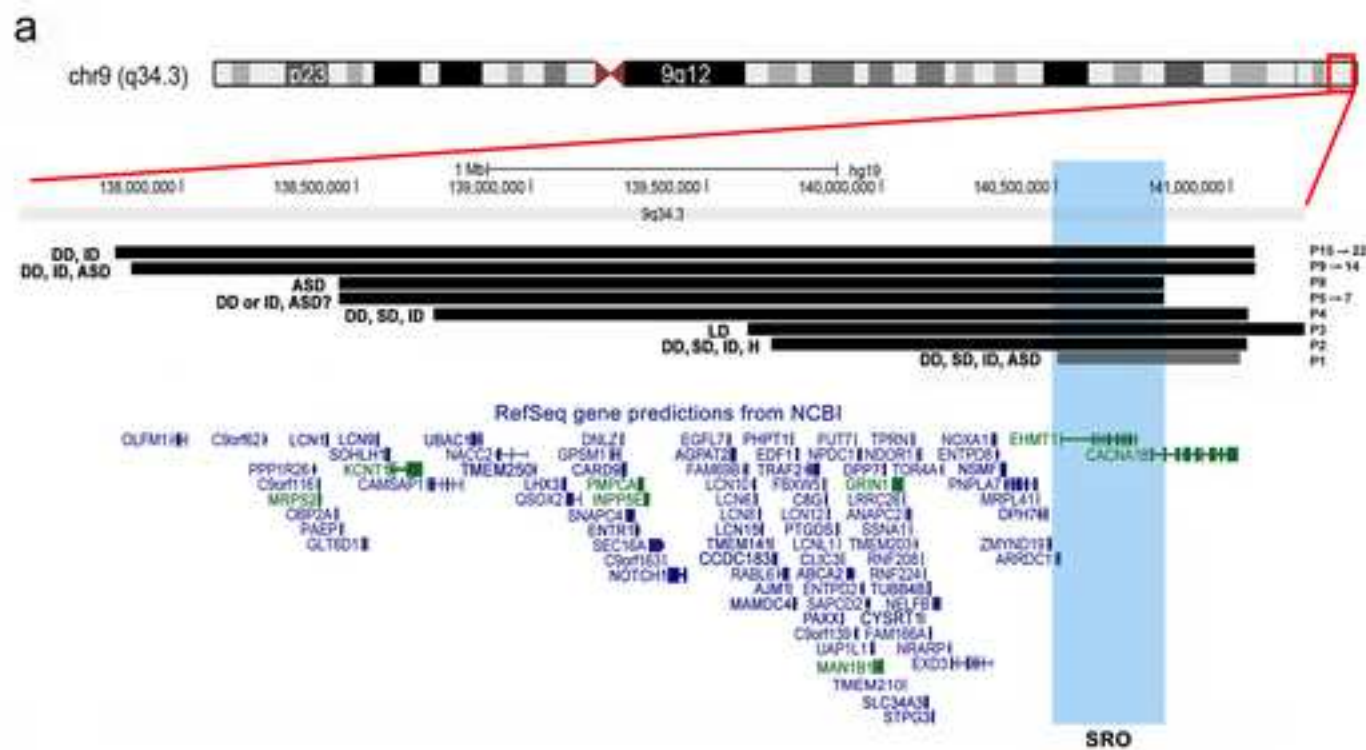 a
chr9 (q34.3) p23 9q12
1 Mb hg19
138,000,000 138,500,000 139,000,000 139,500,000 140,000,000 140,500,000 141,000,000
9q34.3
DD, ID P15 → 22
DD, ID, ASD P9 → 14
ASD P8
DD or ID, ASD? P5 → 7
DD, SD, ID P4
LD P3
DD, SD, ID, H P2
DD, SD, ID, ASD P1
RefSeq gene predictions from NCBI
OLFM1 C9orf62 LCN1 LCN9 UBAC1 DNLZ EGFL7 PHPT1 FUT7 TPRN NOXA1 EHMT1
SOHLH1 NACC2 GPSM1 AGPAT2 EDF1 NPDC1 NDOR1 ENTPD8 CACNA1B
PPP1R26 KCNT1 TMEM250 CARD9 FAM69B TRAF2 DPP7 TOR4A NSMF
C9orf116 CAMSAP1 LHX3 PMPCA LCN10 FBXW5 GRIN1 PNPLA7
MRPS2 QSOX2 INPP5E LCN6 C8G LRRC26 MRPL41
OBP2A SNAPC4 LCN8 LCN12 ANAPC2 DPH7
PAEP ENTR1 LCN15 PTGDS SSNA1
GLT6D1 SEC16A TMEM141 LCNL1 TMEM203 ZMYND19
C9orf163 CCDC183 CLIC3 RNF208 ARRDC1
NOTCH1 RABL6 ABCA2 RNF224
AJM1 ENTPD2 TUBB4B
MAMDC4 SAPCD2 NELFB
PAXX CYSRT1
C9orf139 FAM166A
UAP1L1 NRARP
MAN1B1 EXD3
TMEM210
SLC34A3
STPG3
SRO